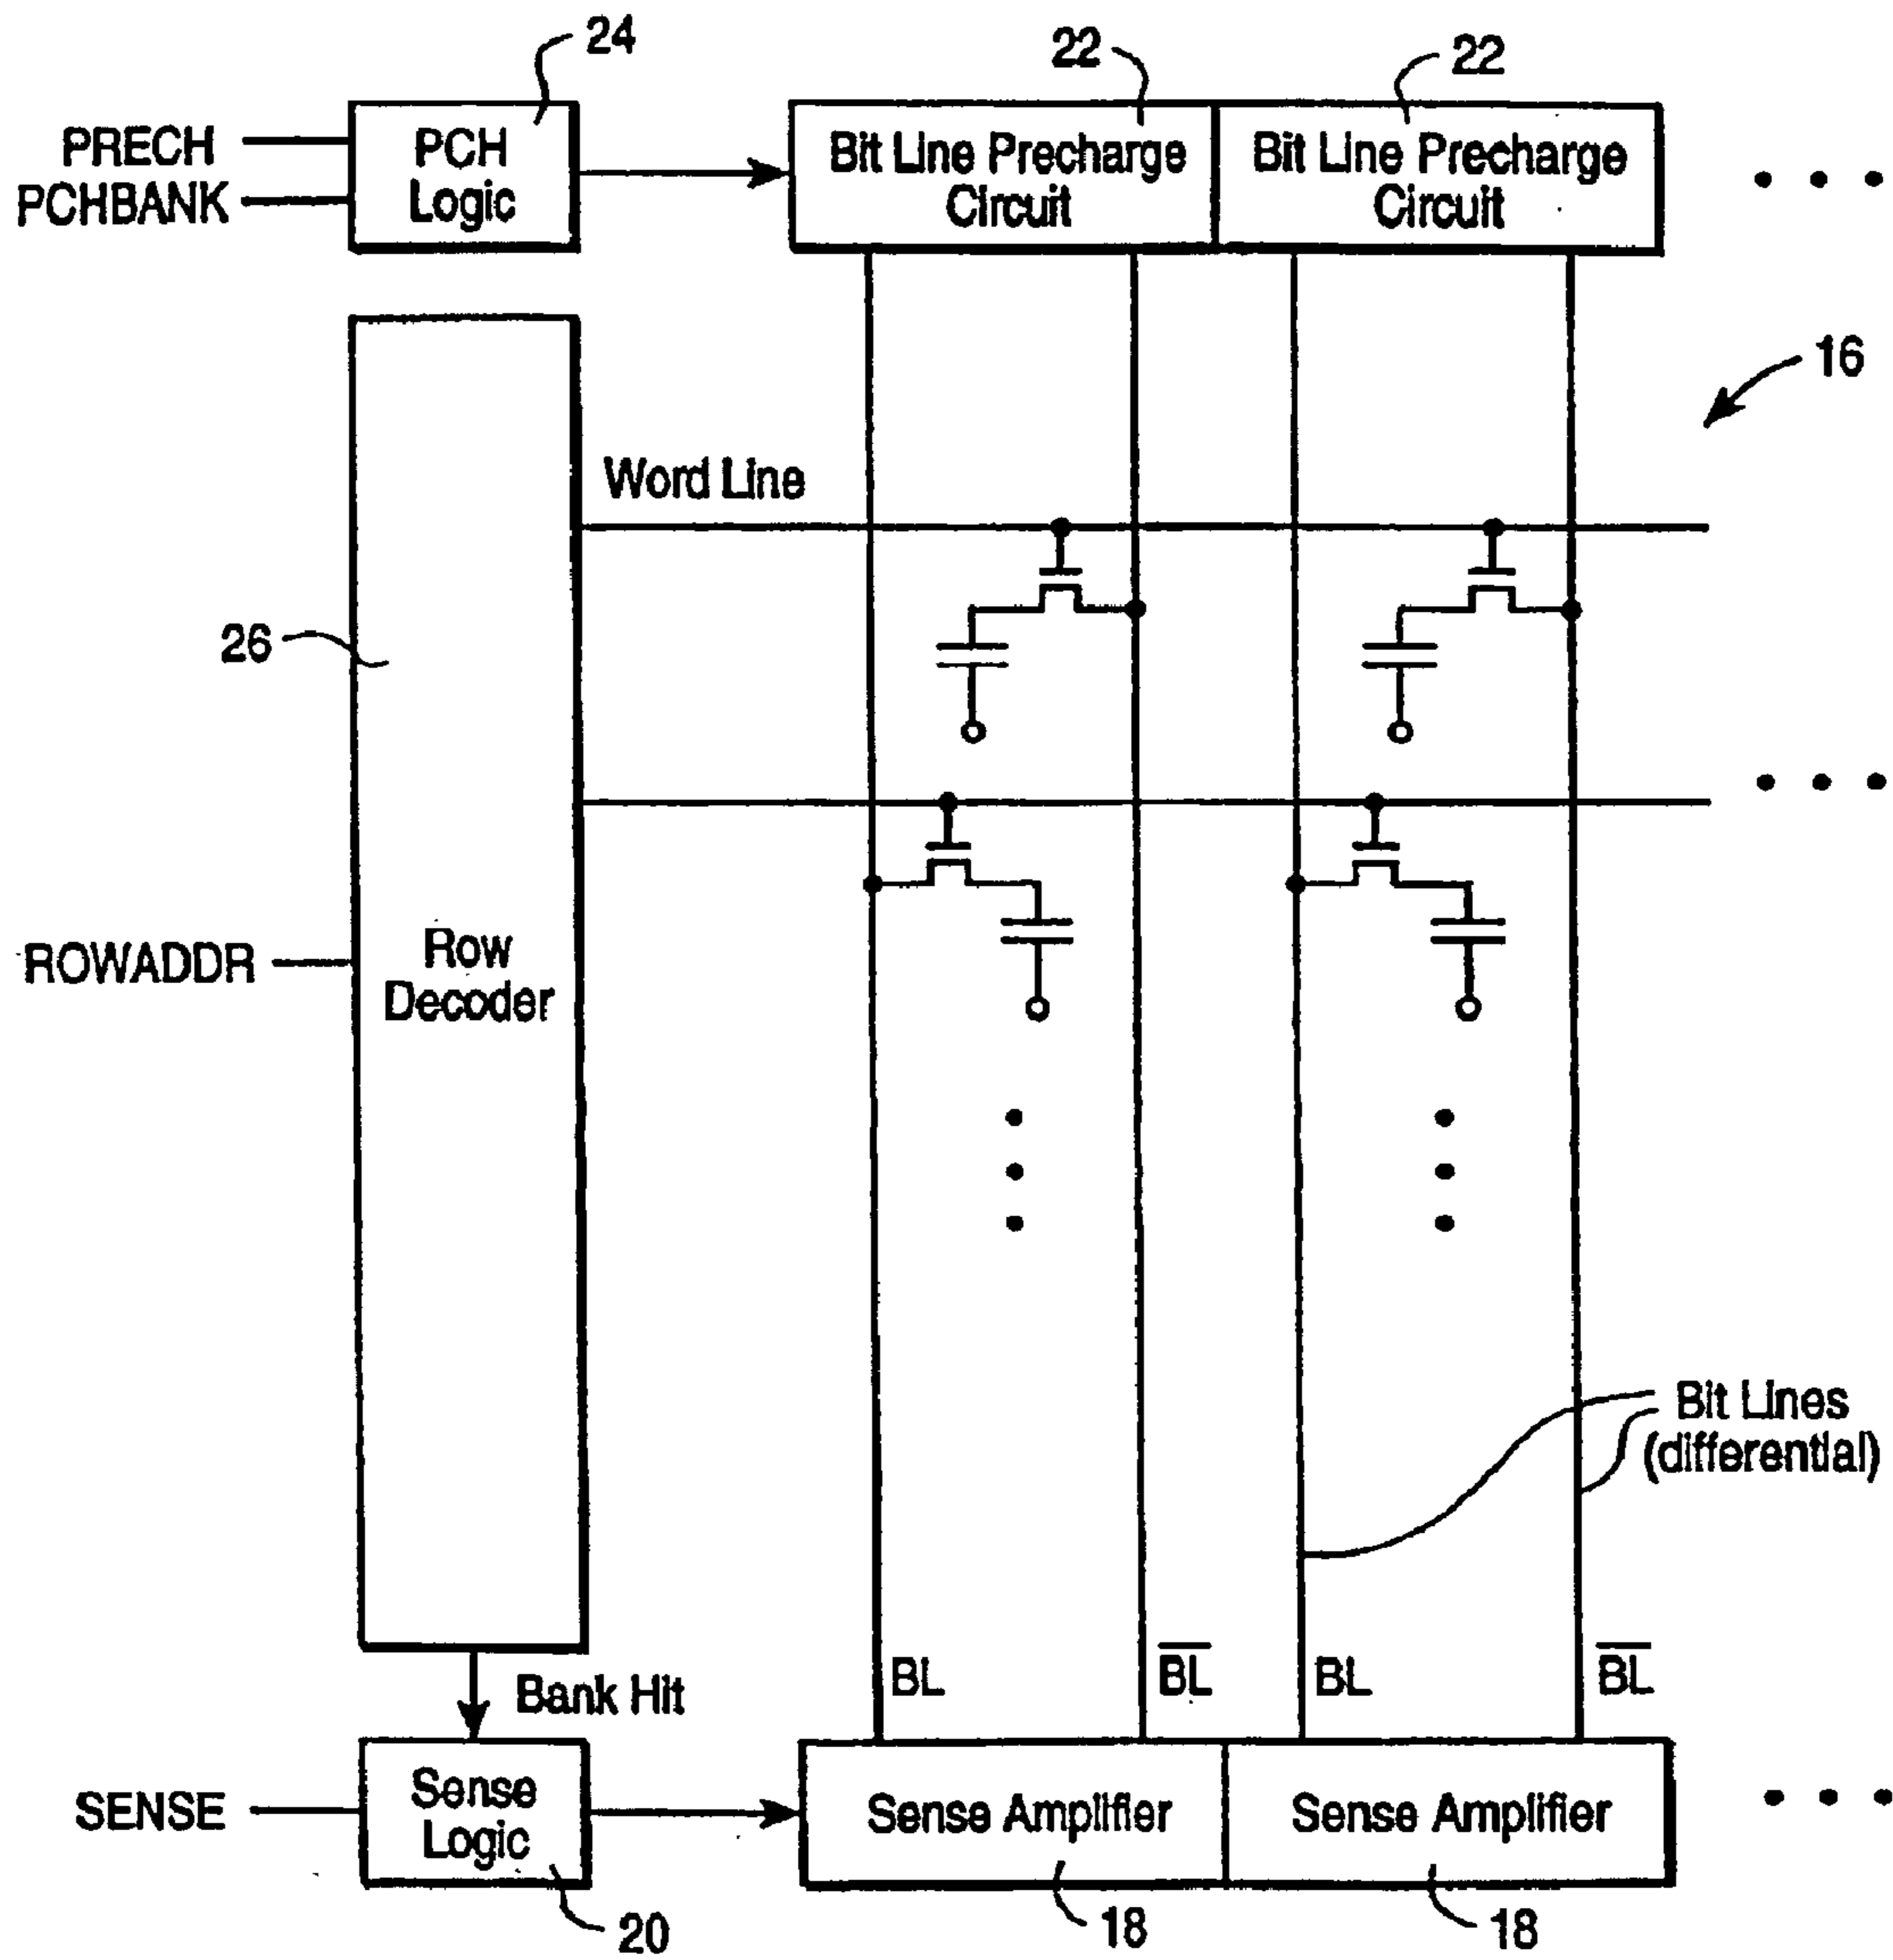 24
22
22
PRECH
PCHBANK
PCH
Logic
Bit Line Precharge
Circuit
Bit Line Precharge
Circuit
16
Word Line
26
ROWADDR
Row
Decoder
Bit Lines
(differential)
Bank Hit
BL
B̅L̅
BL
B̅L̅
SENSE
Sense
Logic
Sense Amplifier
Sense Amplifier
20
18
18